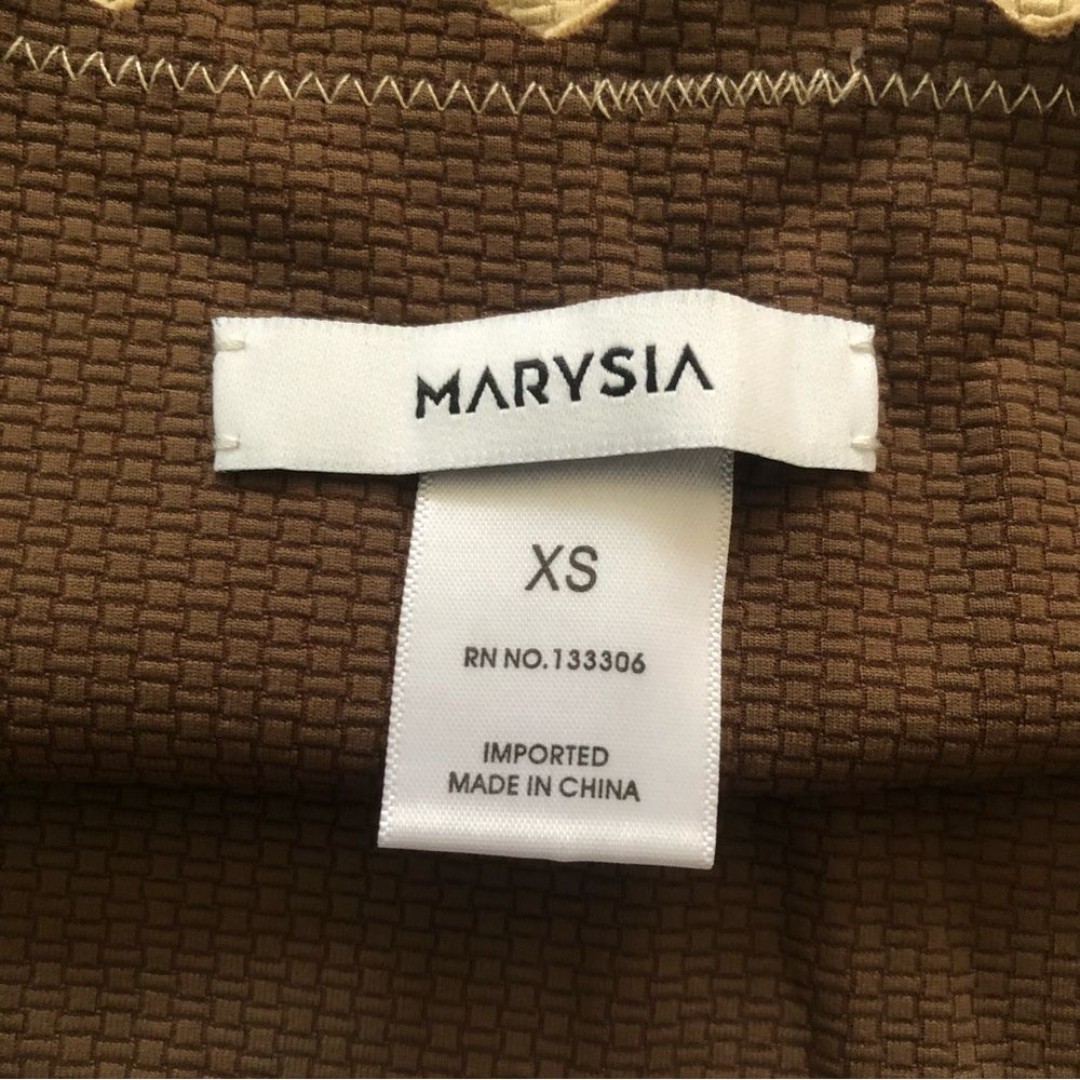 MARYSIA
XS
RN NO.133306
IMPORTED
MADE IN CHINA